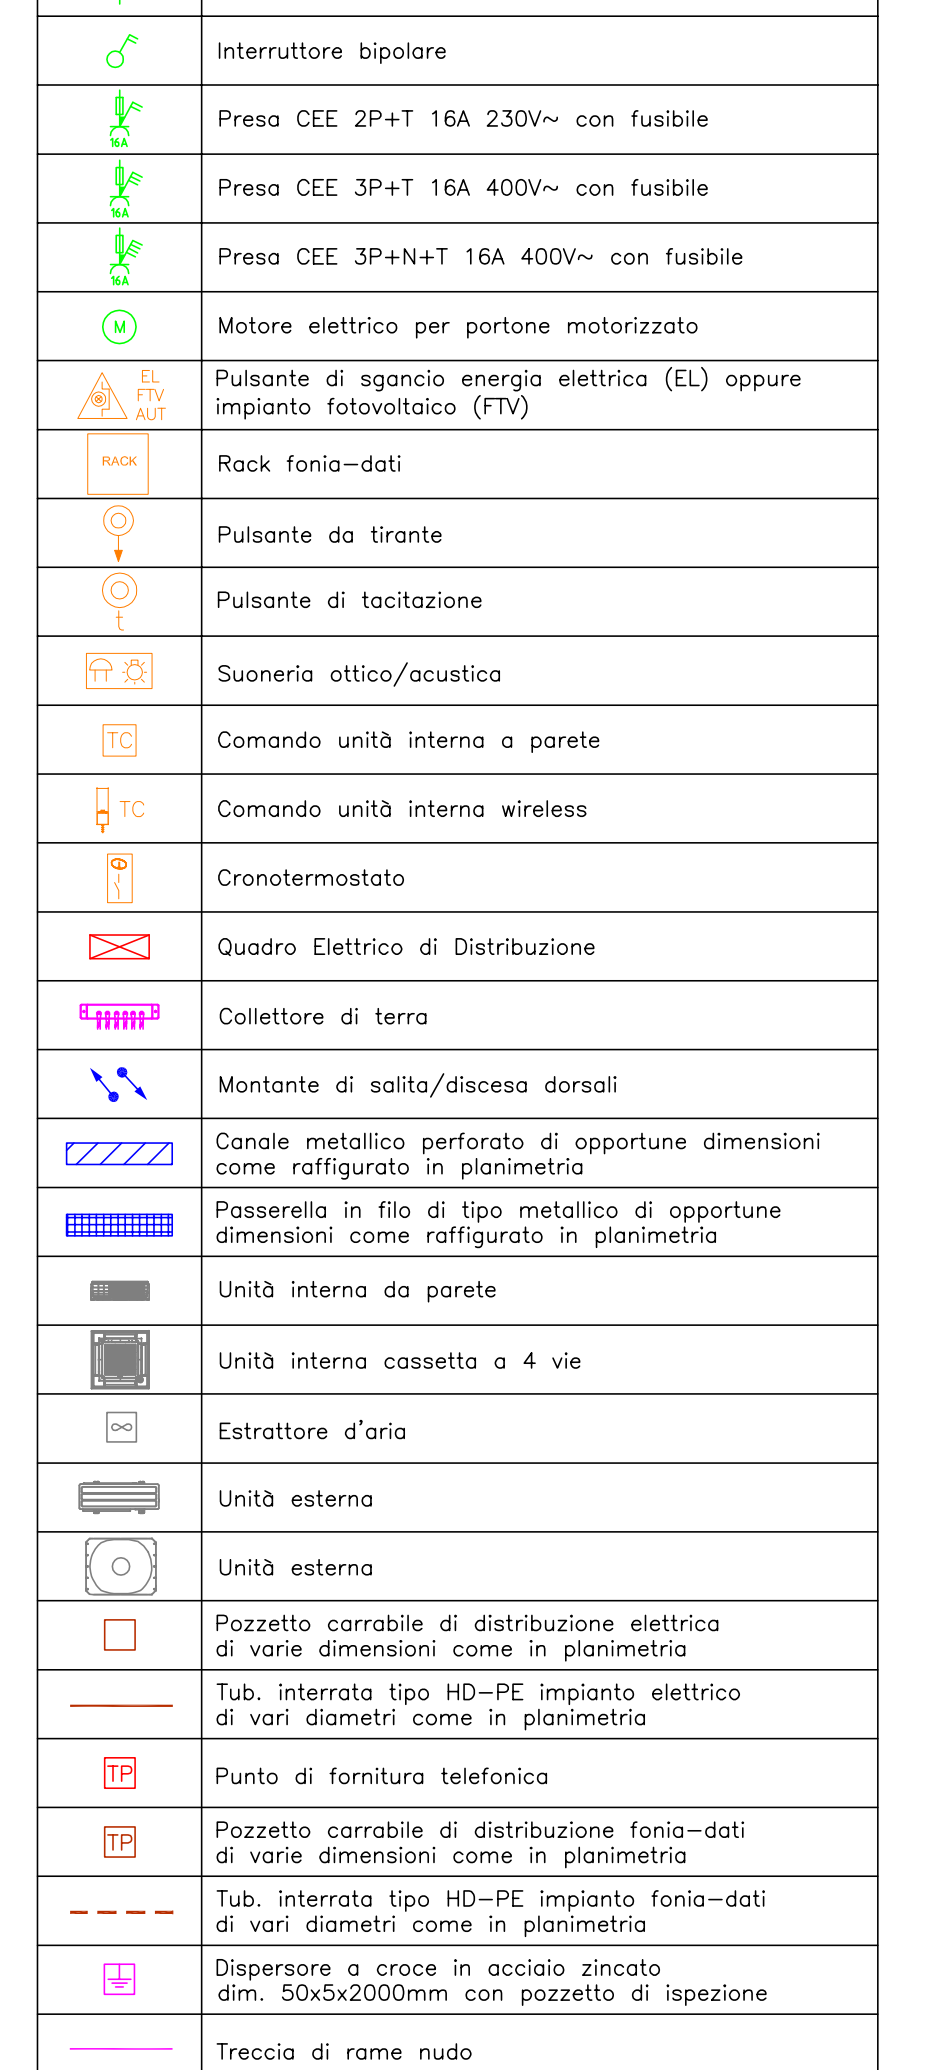 Interruttore bipolare
16A
Presa CEE 2P+T 16A 230V~ con fusibile
16A
Presa CEE 3P+T 16A 400V~ con fusibile
16A
Presa CEE 3P+N+T 16A 400V~ con fusibile
M
Motore elettrico per portone motorizzato
EL
FTV
AUT
Pulsante di sgancio energia elettrica (EL) oppure
impianto fotovoltaico (FTV)
RACK
Rack fonia-dati
Pulsante da tirante
t
Pulsante di tacitazione
Suoneria ottico/acustica
TC
Comando unità interna a parete
TC
Comando unità interna wireless
Cronotermostato
Quadro Elettrico di Distribuzione
Collettore di terra
Montante di salita/discesa dorsali
Canale metallico perforato di opportune dimensioni
come raffigurato in planimetria
Passerella in filo di tipo metallico di opportune
dimensioni come raffigurato in planimetria
Unità interna da parete
Unità interna cassetta a 4 vie
Estrattore d'aria
Unità esterna
Unità esterna
Pozzetto carrabile di distribuzione elettrica
di varie dimensioni come in planimetria
Tub. interrata tipo HD-PE impianto elettrico
di vari diametri come in planimetria
TP
Punto di fornitura telefonica
TP
Pozzetto carrabile di distribuzione fonia-dati
di varie dimensioni come in planimetria
Tub. interrata tipo HD-PE impianto fonia-dati
di vari diametri come in planimetria
Dispersore a croce in acciaio zincato
dim. 50x5x2000mm con pozzetto di ispezione
Treccia di rame nudo